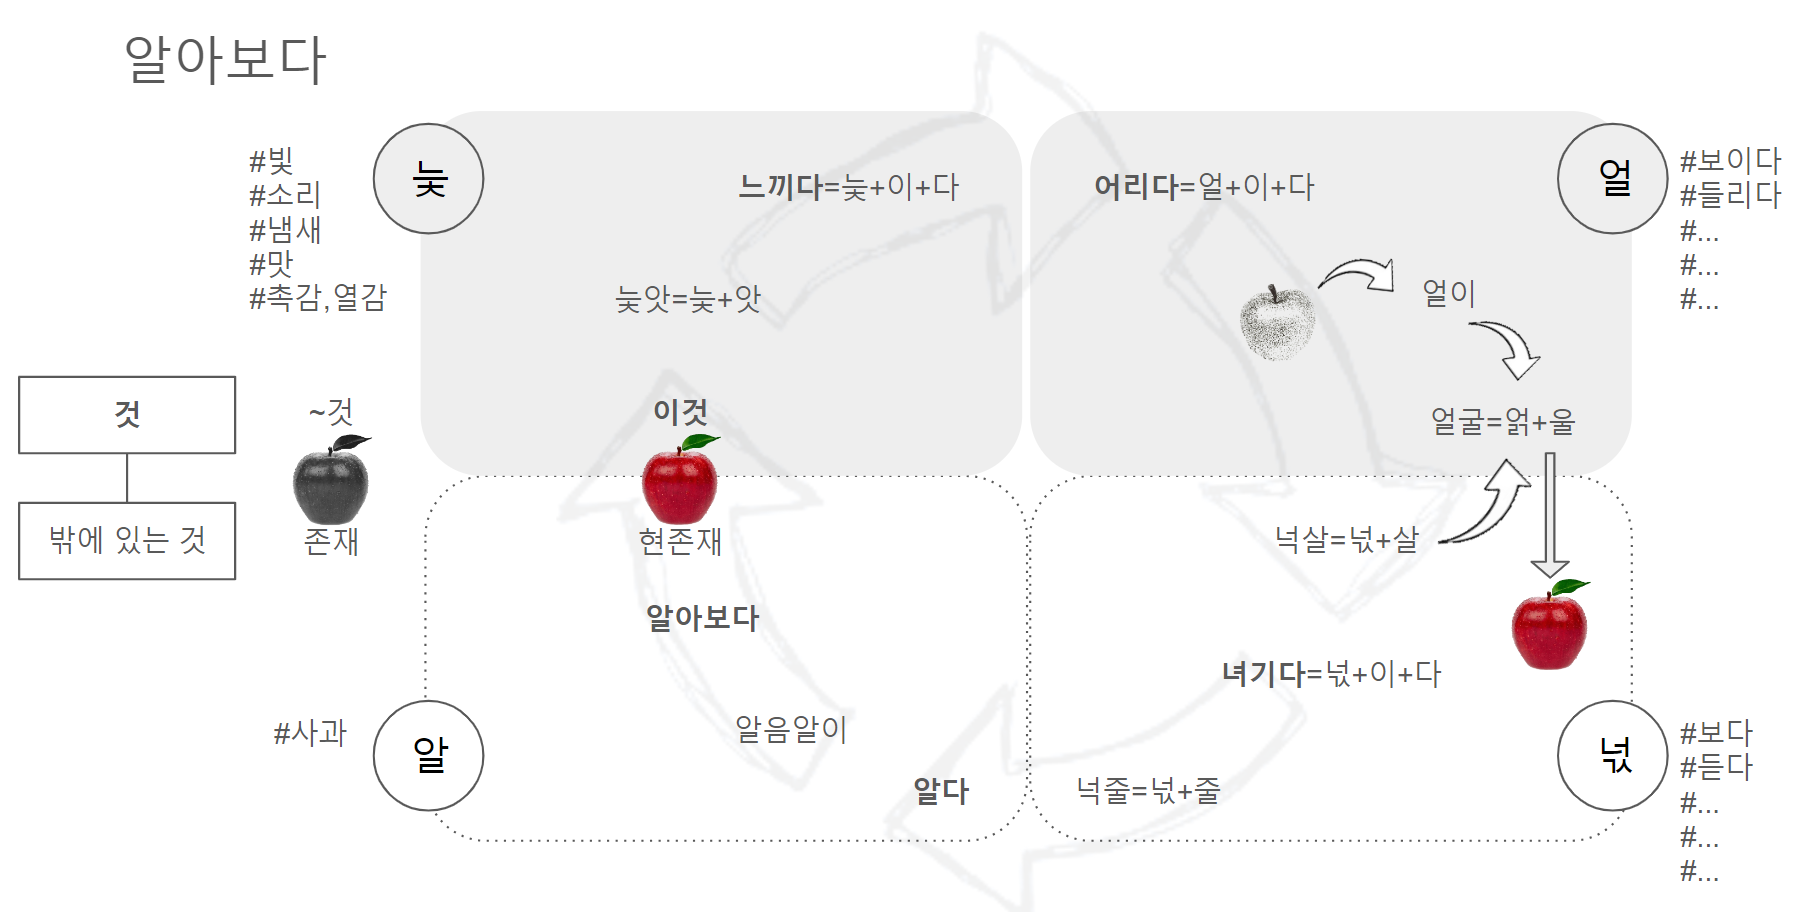 알아보다
#빛
#소리
#냄새
#맛
#촉감,열감
늧
느끼다=늧+이+다
늧앗=늧+앗
어리다=얼+이+다
얼
#보이다
#들리다
#...
#...
#...
얼이
얼굴=얽+울
것
밖에 있는 것
~것
존재
이것
현존재
알아보다
넋살=넋+살
녀기다=넋+이+다
#사과
알
알음알이
알다
넋줄=넋+줄
넋
#보다
#듣다
#...
#...
#...